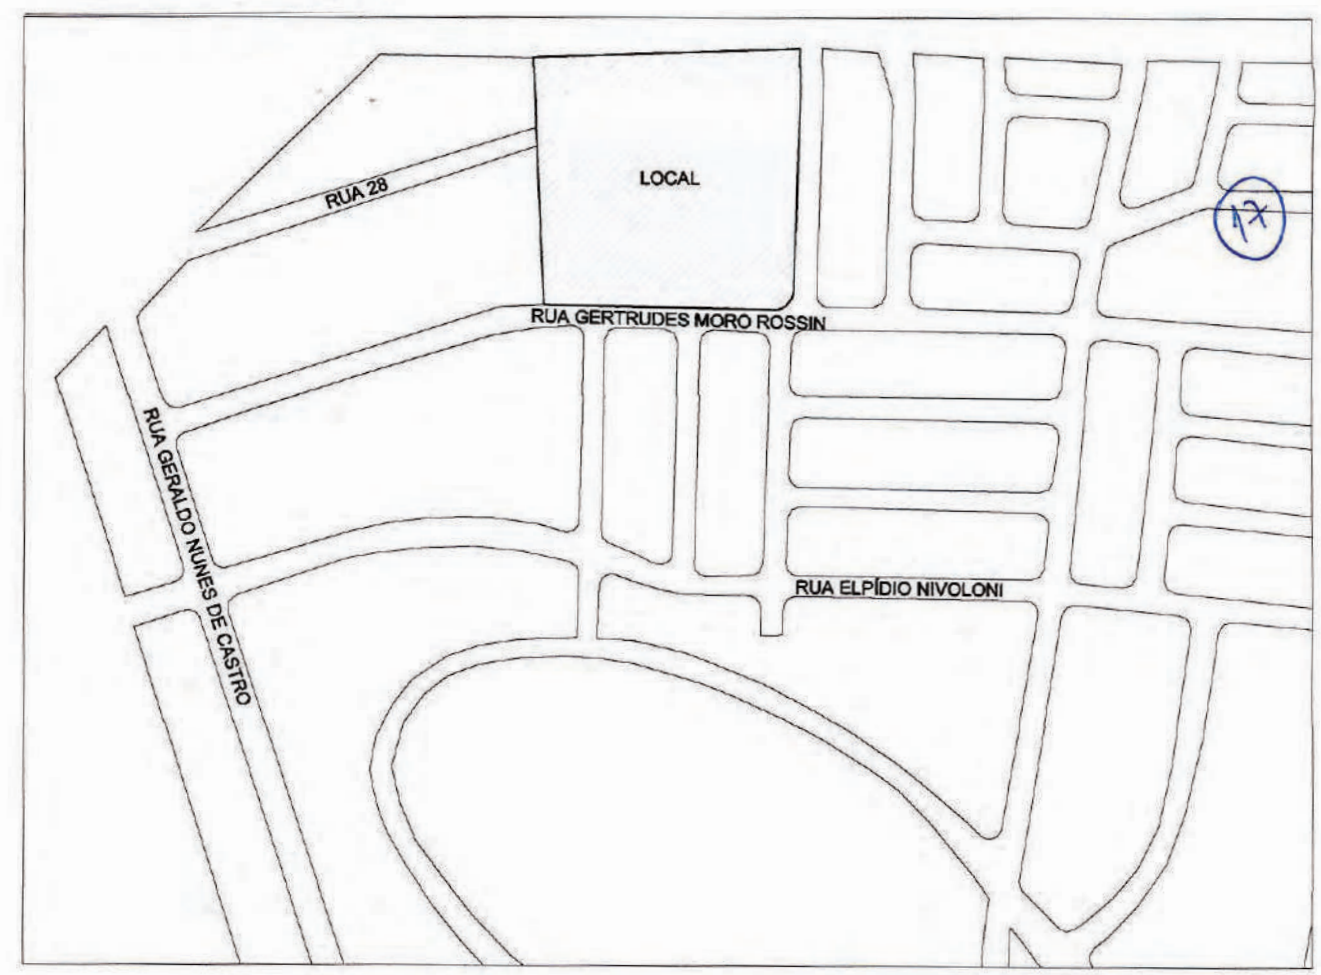 LOCAL
RUA 28
17
RUA GERTRUDES MORO ROSSIN
RUA GERALDO NUNES DE CASTRO
RUA ELPÍDIO NIVOLONI